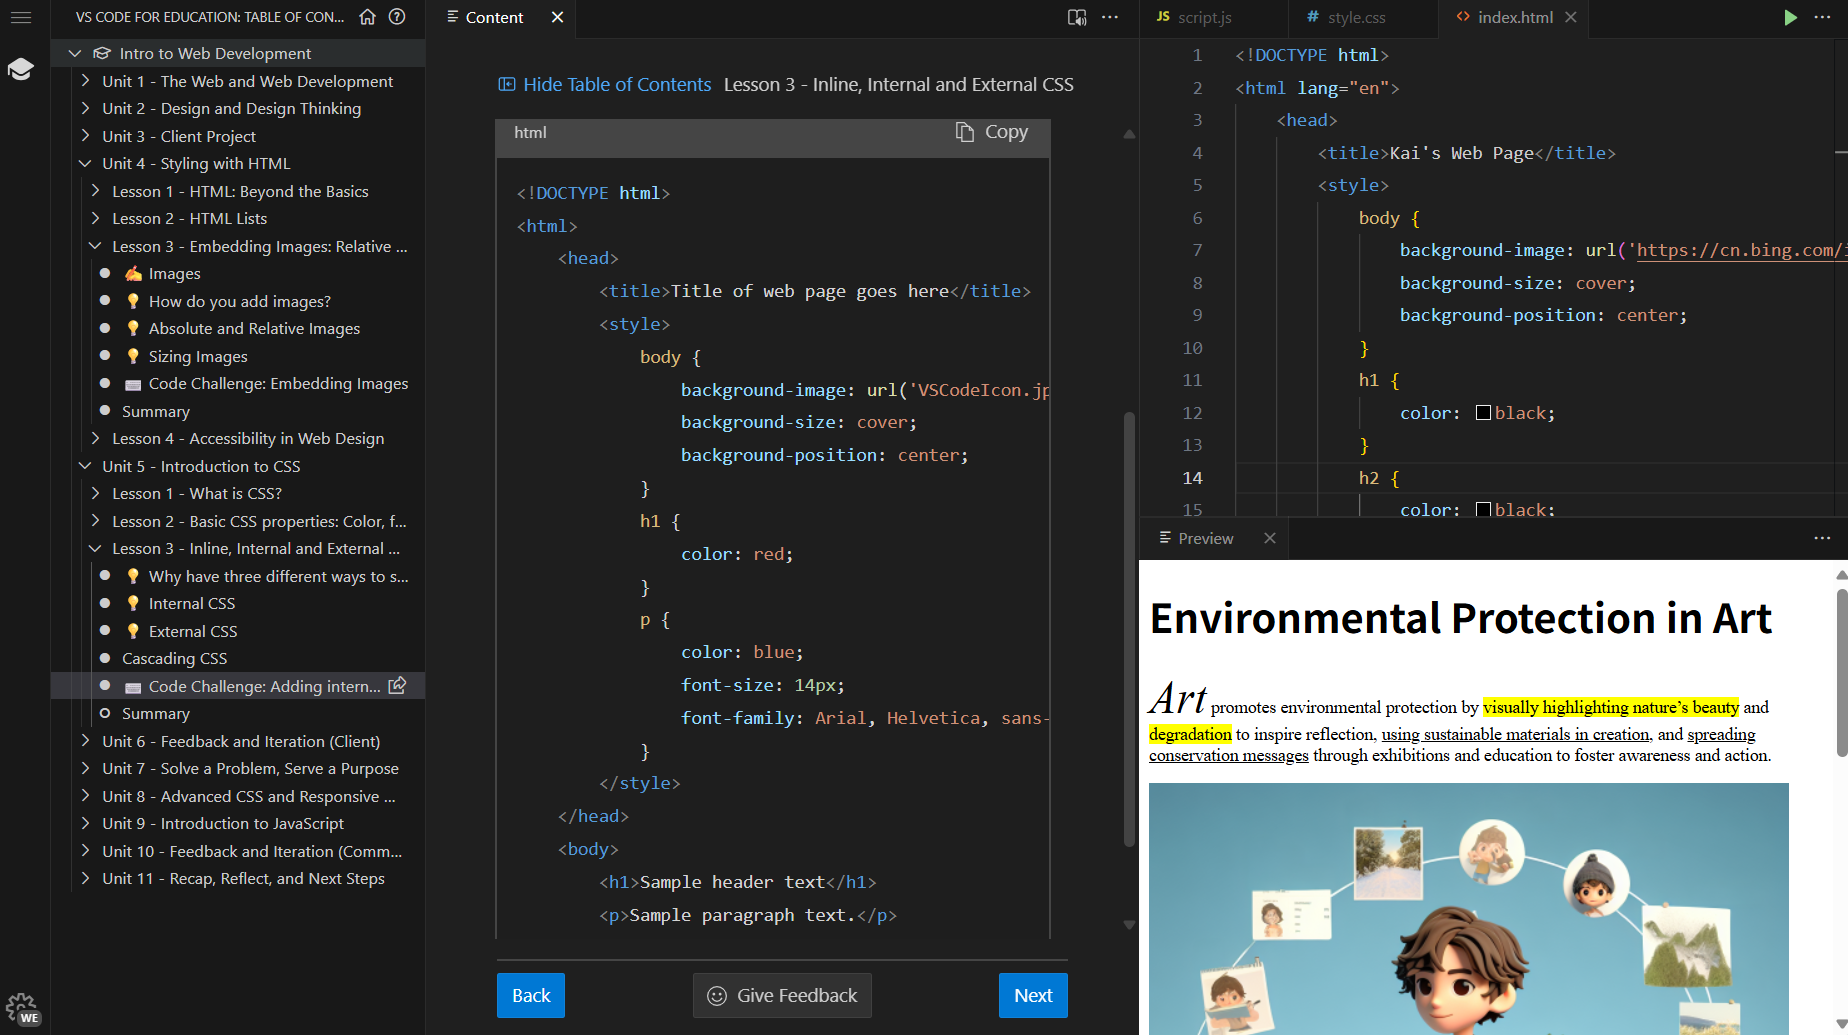 VS CODE FOR EDUCATION: TABLE OF CON...
Intro to Web Development
Unit 1 - The Web and Web Development
Unit 2 - Design and Design Thinking
Unit 3 - Client Project
Unit 4 - Styling with HTML
Lesson 1 - HTML: Beyond the Basics
Lesson 2 - HTML Lists
Lesson 3 - Embedding Images: Relative ...
Images
How do you add images?
Absolute and Relative Images
Sizing Images
Code Challenge: Embedding Images
Summary
Lesson 4 - Accessibility in Web Design
Unit 5 - Introduction to CSS
Lesson 1 - What is CSS?
Lesson 2 - Basic CSS properties: Color, f...
Lesson 3 - Inline, Internal and External ...
Why have three different ways to s...
Internal CSS
External CSS
Cascading CSS
Code Challenge: Adding intern...
Summary
Unit 6 - Feedback and Iteration (Client)
Unit 7 - Solve a Problem, Serve a Purpose
Unit 8 - Advanced CSS and Responsive ...
Unit 9 - Introduction to JavaScript
Unit 10 - Feedback and Iteration (Comm...
Unit 11 - Recap, Reflect, and Next Steps
WE
Content
Hide Table of Contents Lesson 3 - Inline, Internal and External CSS
html Copy
<!DOCTYPE html>
<html>
<head>
<title>Title of web page goes here</title>
<style>
body {
background-image: url('VSCodeIcon.jp
background-size: cover;
background-position: center;
}
h1 {
color: red;
}
p {
color: blue;
font-size: 14px;
font-family: Arial, Helvetica, sans-
}
</style>
</head>
<body>
<h1>Sample header text</h1>
<p>Sample paragraph text.</p>
Back Give Feedback Next
JS script.js # style.css <> index.html
1 <!DOCTYPE html>
2 <html lang="en">
3 <head>
4 <title>Kai's Web Page</title>
5 <style>
6 body {
7 background-image: url('https://cn.bing.com/i
8 background-size: cover;
9 background-position: center;
10 }
11 h1 {
12 color: black;
13 }
14 h2 {
15 color: black;
Preview
Environmental Protection in Art
Art promotes environmental protection by visually highlighting nature’s beauty and
degradation to inspire reflection, using sustainable materials in creation, and spreading
conservation messages through exhibitions and education to foster awareness and action.